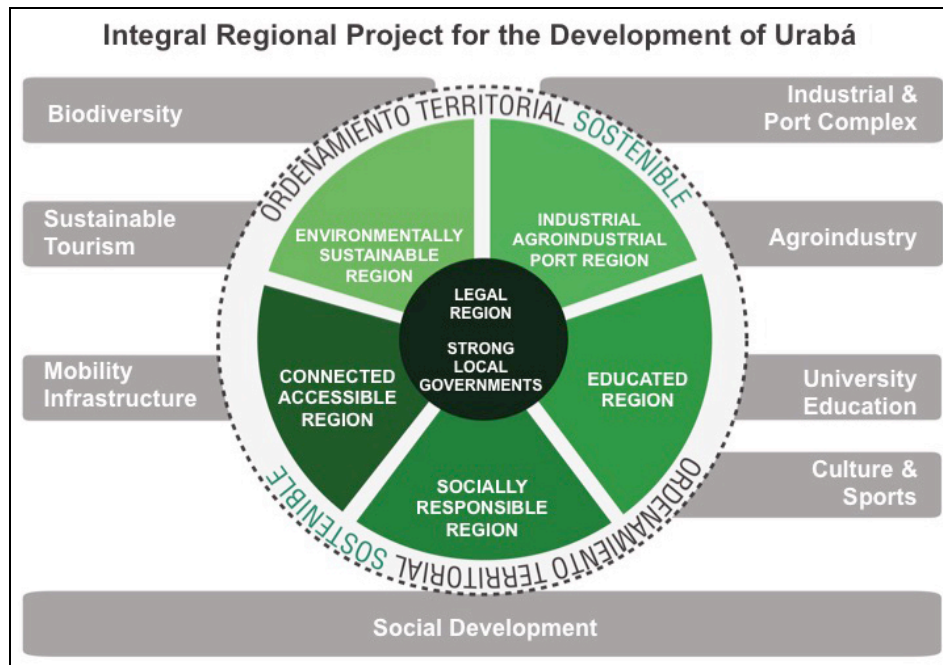 Integral Regional Project for the Development of Urabá
Biodiversity
Industrial &
Port Complex
Sustainable
Tourism
Agroindustry
Mobility
Infrastructure
University
Education
Culture &
Sports
Social Development
ORDENAMIENTO TERRITORIAL SOSTENIBLE
ORDENAMIENTO TERRITORIAL SOSTENIBLE
ENVIRONMENTALLY
SUSTAINABLE
REGION
INDUSTRIAL
AGROINDUSTRIAL
PORT REGION
LEGAL
REGION
STRONG
LOCAL
GOVERNMENTS
CONNECTED
ACCESSIBLE
REGION
EDUCATED
REGION
SOCIALLY
RESPONSIBLE
REGION